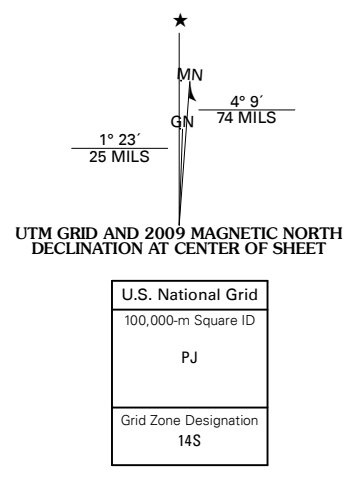 MN
4° 9´
74 MILS
GN
1° 23´
25 MILS
UTM GRID AND 2009 MAGNETIC NORTH
DECLINATION AT CENTER OF SHEET
U.S. National Grid
100,000-m Square ID
PJ
Grid Zone Designation
14S